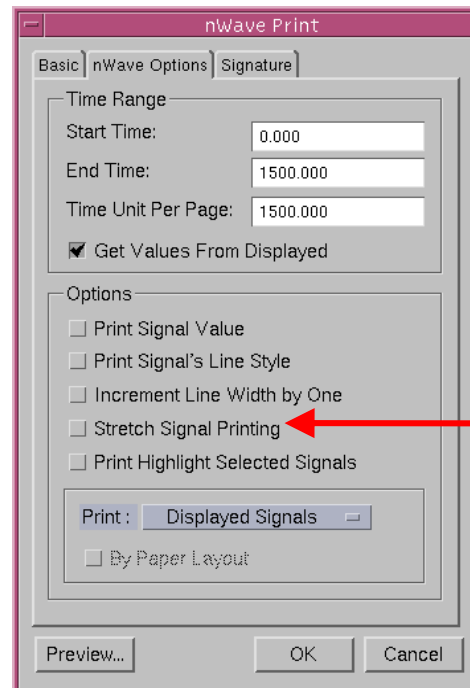 nWave Print
Basic nWave Options Signature
Time Range
Start Time: 0.000
End Time: 1500.000
Time Unit Per Page: 1500.000
Get Values From Displayed
Options
Print Signal Value
Print Signal's Line Style
Increment Line Width by One
Stretch Signal Printing
Print Highlight Selected Signals
Print : Displayed Signals
By Paper Layout
Preview... OK Cancel